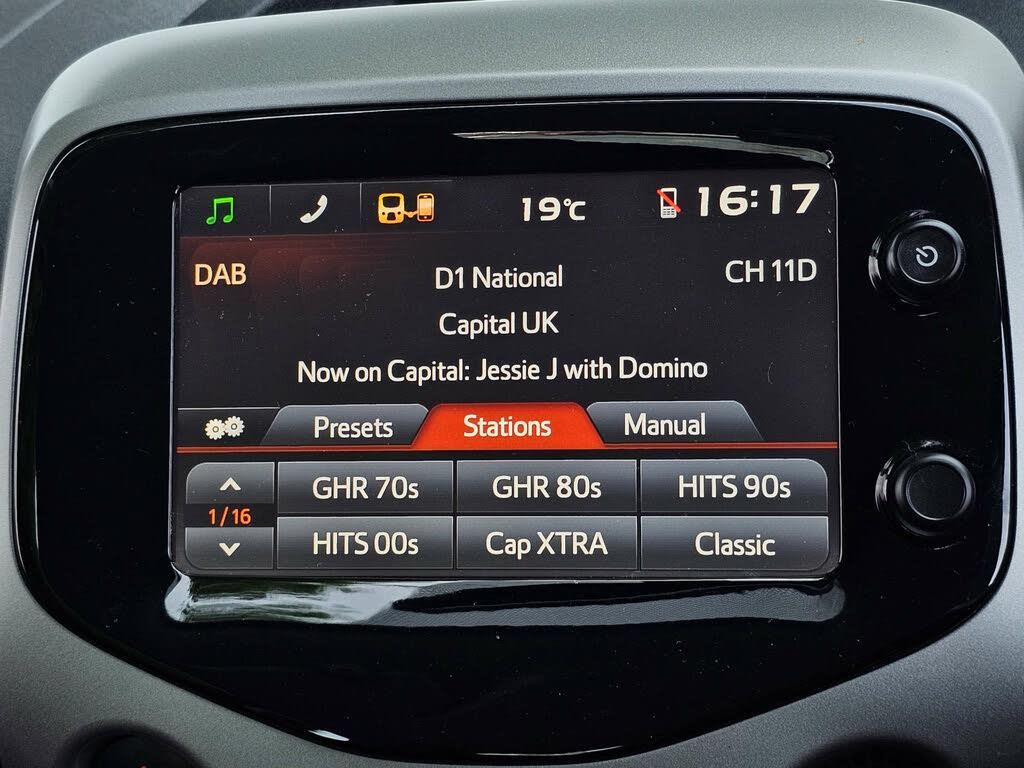 19°C 16:17
DAB D1 National CH 11D
Capital UK
Now on Capital: Jessie J with Domino
Presets Stations Manual
GHR 70s GHR 80s HITS 90s
1/16
HITS 00s Cap XTRA Classic